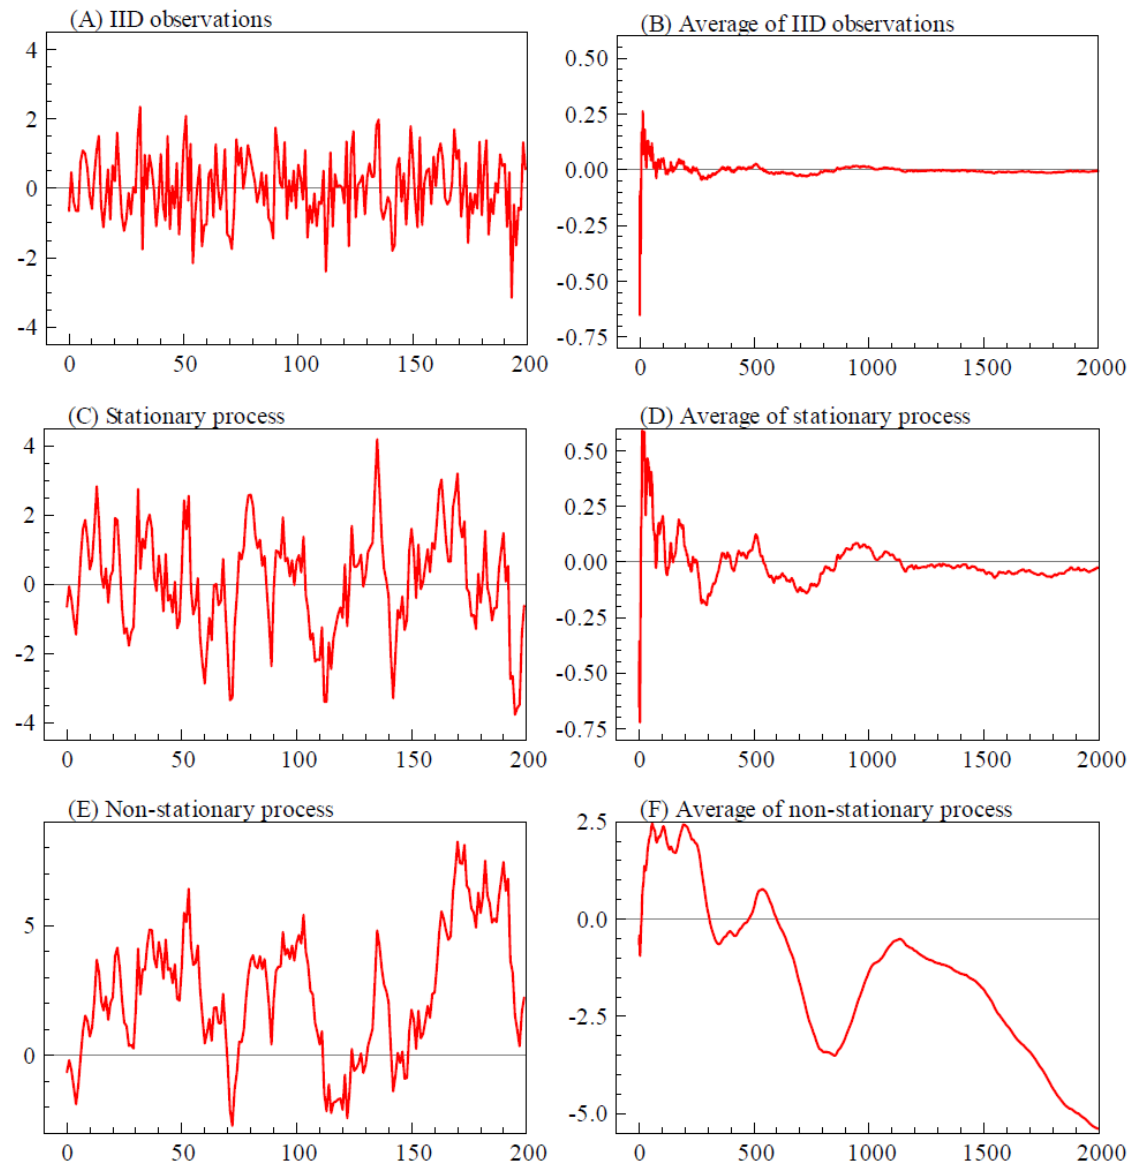 (A) IID observations
4
2
0
-2
-4
0 50 100 150 200
(B) Average of IID observations
0.50
0.25
0.00
-0.25
-0.50
-0.75
0 500 1000 1500 2000
(C) Stationary process
4
2
0
-2
-4
0 50 100 150 200
(D) Average of stationary process
0.50
0.25
0.00
-0.25
-0.50
-0.75
0 500 1000 1500 2000
(E) Non-stationary process
5
0
0 50 100 150 200
(F) Average of non-stationary process
2.5
0.0
-2.5
-5.0
0 500 1000 1500 2000